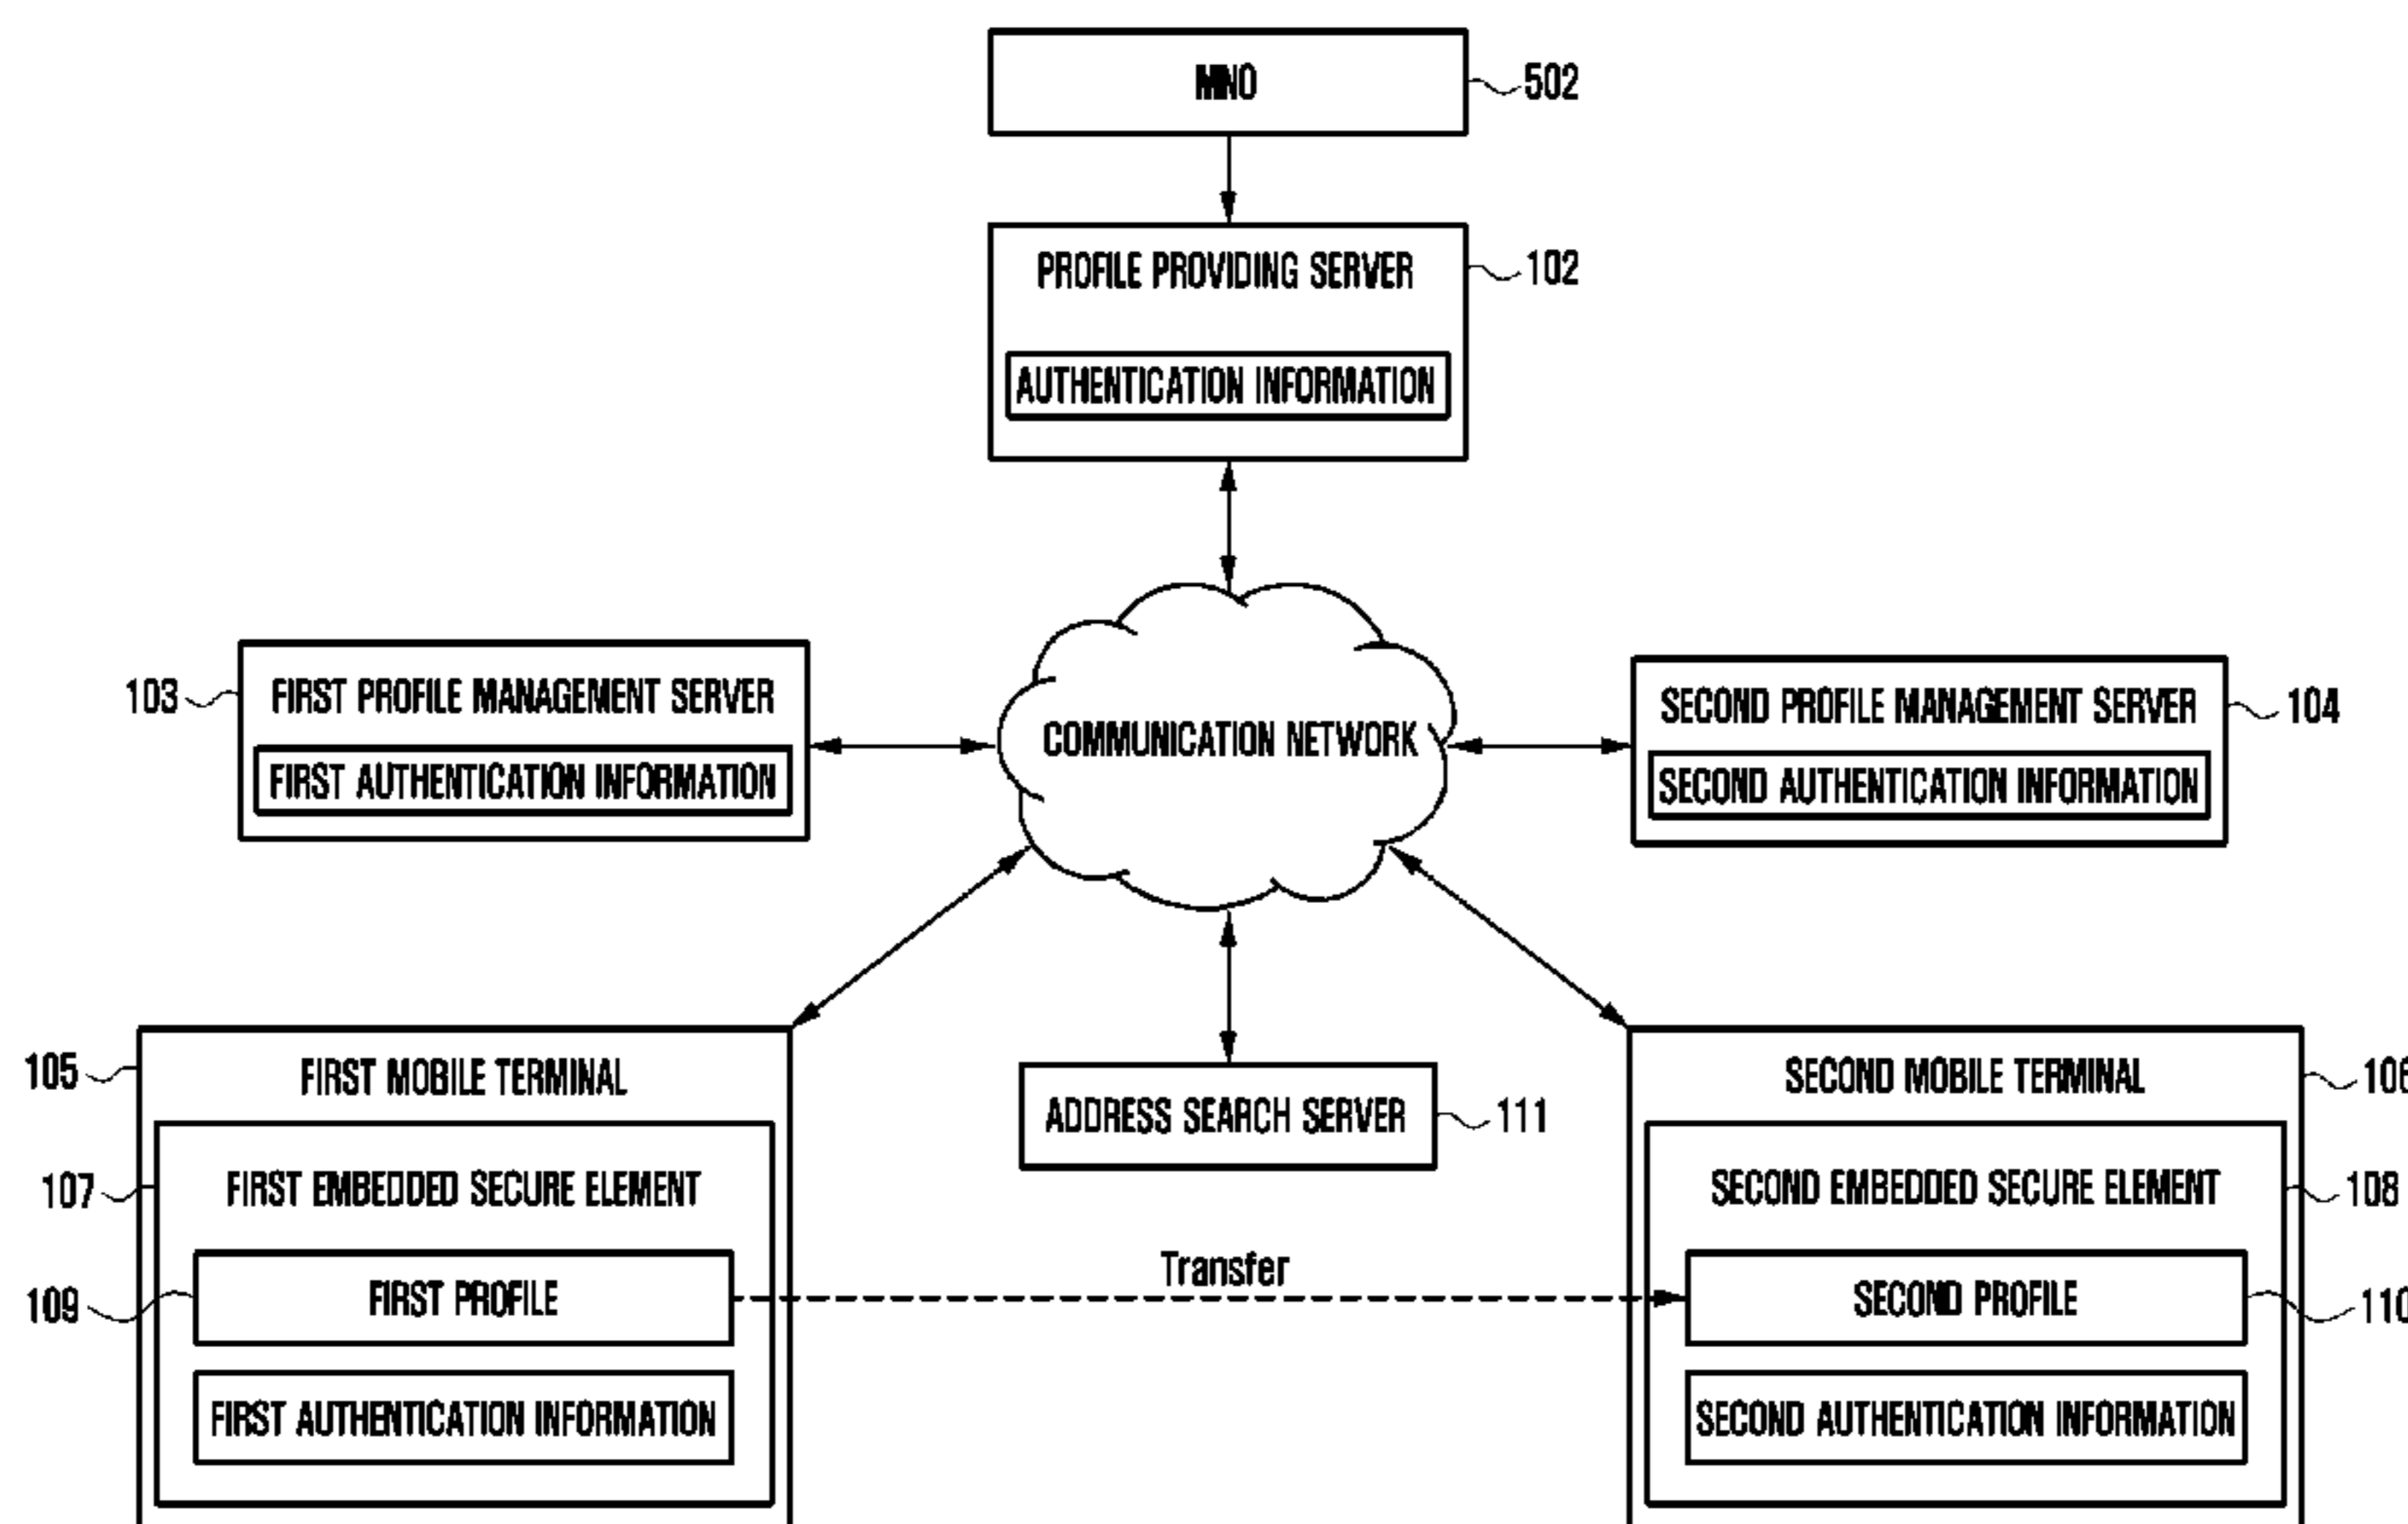 MNO
502
PROFILE PROVIDING SERVER
102
AUTHENTICATION INFORMATION
103
FIRST PROFILE MANAGEMENT SERVER
FIRST AUTHENTICATION INFORMATION
COMMUNICATION NETWORK
SECOND PROFILE MANAGEMENT SERVER
104
SECOND AUTHENTICATION INFORMATION
105
FIRST MOBILE TERMINAL
107
FIRST EMBEDDED SECURE ELEMENT
109
FIRST PROFILE
FIRST AUTHENTICATION INFORMATION
ADDRESS SEARCH SERVER
111
Transfer
SECOND MOBILE TERMINAL
106
SECOND EMBEDDED SECURE ELEMENT
108
SECOND PROFILE
110
SECOND AUTHENTICATION INFORMATION